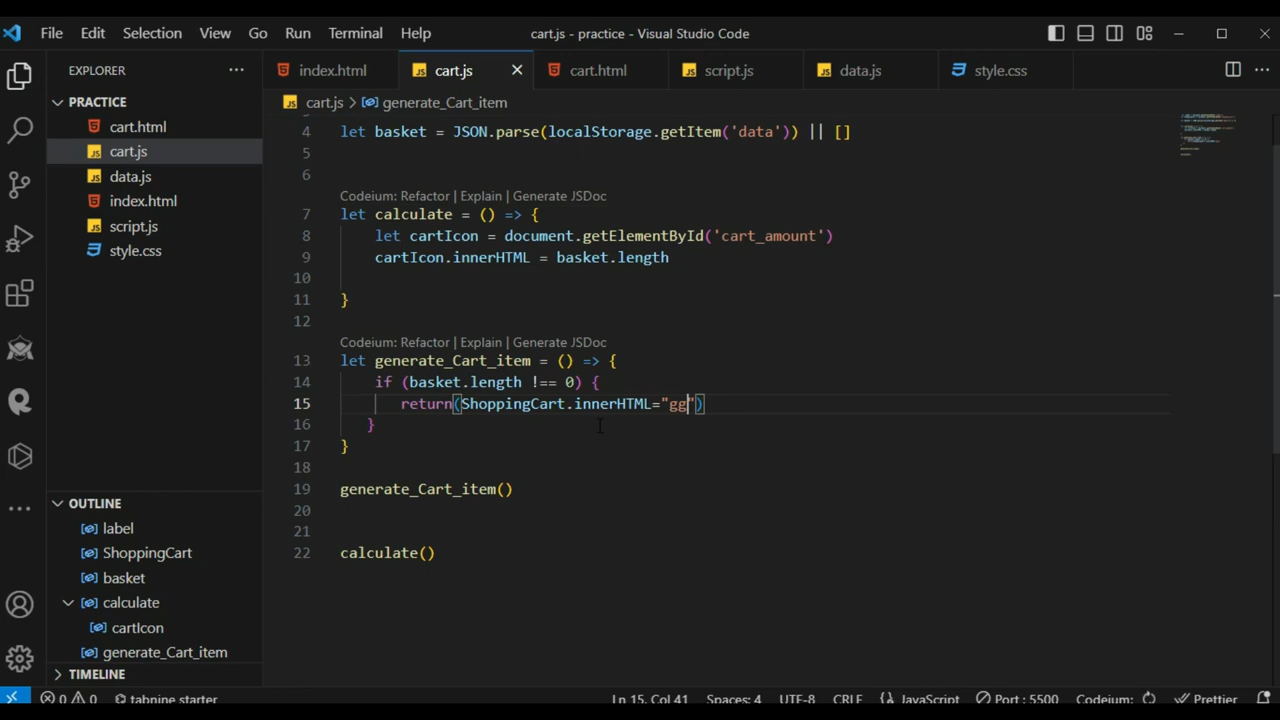 File Edit Selection View Go Run Terminal Help cart.js - practice - Visual Studio Code
EXPLORER ... index.html cart.js cart.html script.js data.js style.css
PRACTICE
cart.html
cart.js
data.js
index.html
script.js
style.css
OUTLINE
label
ShoppingCart
basket
calculate
cartIcon
generate_Cart_item
TIMELINE
cart.js > generate_Cart_item
4 let basket = JSON.parse(localStorage.getItem('data')) || []
5
6
Codeium: Refactor | Explain | Generate JSDoc
7 let calculate = () => {
8 let cartIcon = document.getElementById('cart_amount')
9 cartIcon.innerHTML = basket.length
10
11 }
12
Codeium: Refactor | Explain | Generate JSDoc
13 let generate_Cart_item = () => {
14 if (basket.length !== 0) {
15 return(ShoppingCart.innerHTML="gg")
16 }
17 }
18
19 generate_Cart_item()
20
21
22 calculate()
0 0 tabnine starter Ln 15, Col 41 Spaces: 4 UTF-8 CRLF {} JavaScript Port : 5500 Codeium: Prettier